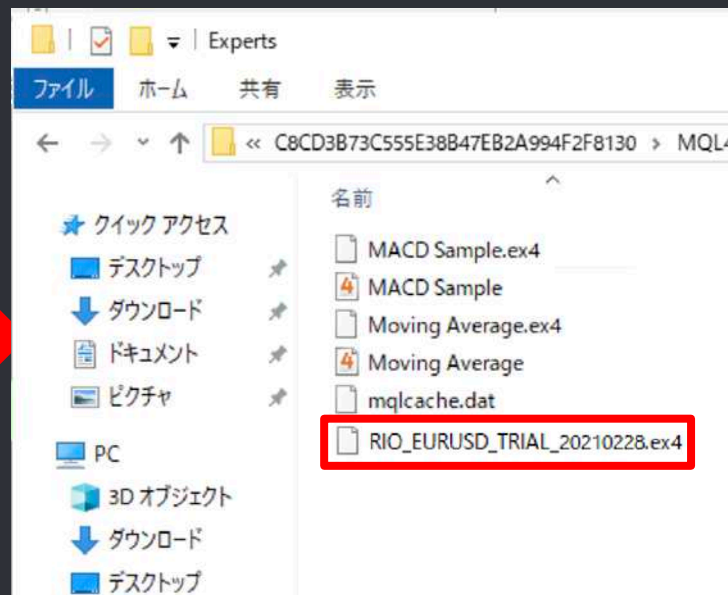 Experts
ファイル ホーム 共有 表示
« C8CD3B73C555E38B47EB2A994F2F8130 > MQL4
名前
クイック アクセス
デスクトップ
ダウンロード
ドキュメント
ピクチャ
PC
3D オブジェクト
ダウンロード
デスクトップ
MACD Sample.ex4
MACD Sample
Moving Average.ex4
Moving Average
mqlcache.dat
RIO_EURUSD_TRIAL_20210228.ex4